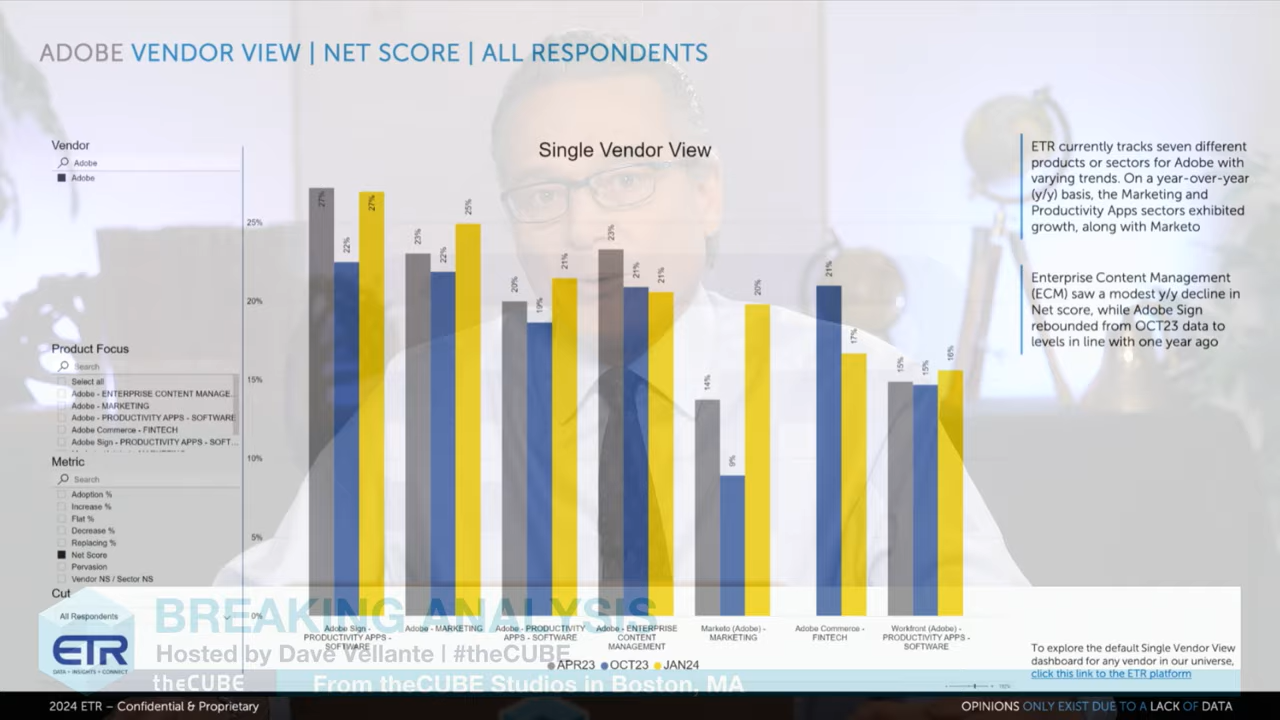 ADOBE VENDOR VIEW | NET SCORE | ALL RESPONDENTS
Vendor
Adobe
Adobe
Product Focus
Search
Select all
Adobe - ENTERPRISE CONTENT MANAGE...
Adobe - MARKETING
Adobe - PRODUCTIVITY APPS - SOFTWARE
Adobe Commerce - FINTECH
Adobe Sign - PRODUCTIVITY APPS - SOFT...
Metric
Search
Adoption %
Increase %
Flat %
Decrease %
Replacing %
Net Score
Pervasion
Vendor NS / Sector NS
Cut
All Respondents
ETR
DATA • INSIGHTS • CONNECT
Single Vendor View
25%
20%
15%
10%
5%
0%
27%
22%
27%
23%
22%
25%
20%
19%
21%
23%
21%
21%
14%
9%
20%
21%
17%
15%
15%
16%
Adobe Sign -
PRODUCTIVITY APPS -
SOFTWARE
Adobe - MARKETING
Adobe - PRODUCTIVITY
APPS - SOFTWARE
Adobe - ENTERPRISE
CONTENT
MANAGEMENT
Marketo (Adobe) -
MARKETING
Adobe Commerce -
FINTECH
Workfront (Adobe) -
PRODUCTIVITY APPS -
SOFTWARE
APR23 OCT23 JAN24
ETR currently tracks seven different
products or sectors for Adobe with
varying trends. On a year-over-year
(y/y) basis, the Marketing and
Productivity Apps sectors exhibited
growth, along with Marketo
Enterprise Content Management
(ECM) saw a modest y/y decline in
Net score, while Adobe Sign
rebounded from OCT23 data to
levels in line with one year ago
To explore the default Single Vendor View
dashboard for any vendor in our universe,
click this link to the ETR platform
BREAKING ANALYSIS
Hosted by Dave Vellante | #theCUBE
theCUBE
From theCUBE Studios in Boston, MA
2024 ETR – Confidential & Proprietary
OPINIONS ONLY EXIST DUE TO A LACK OF DATA